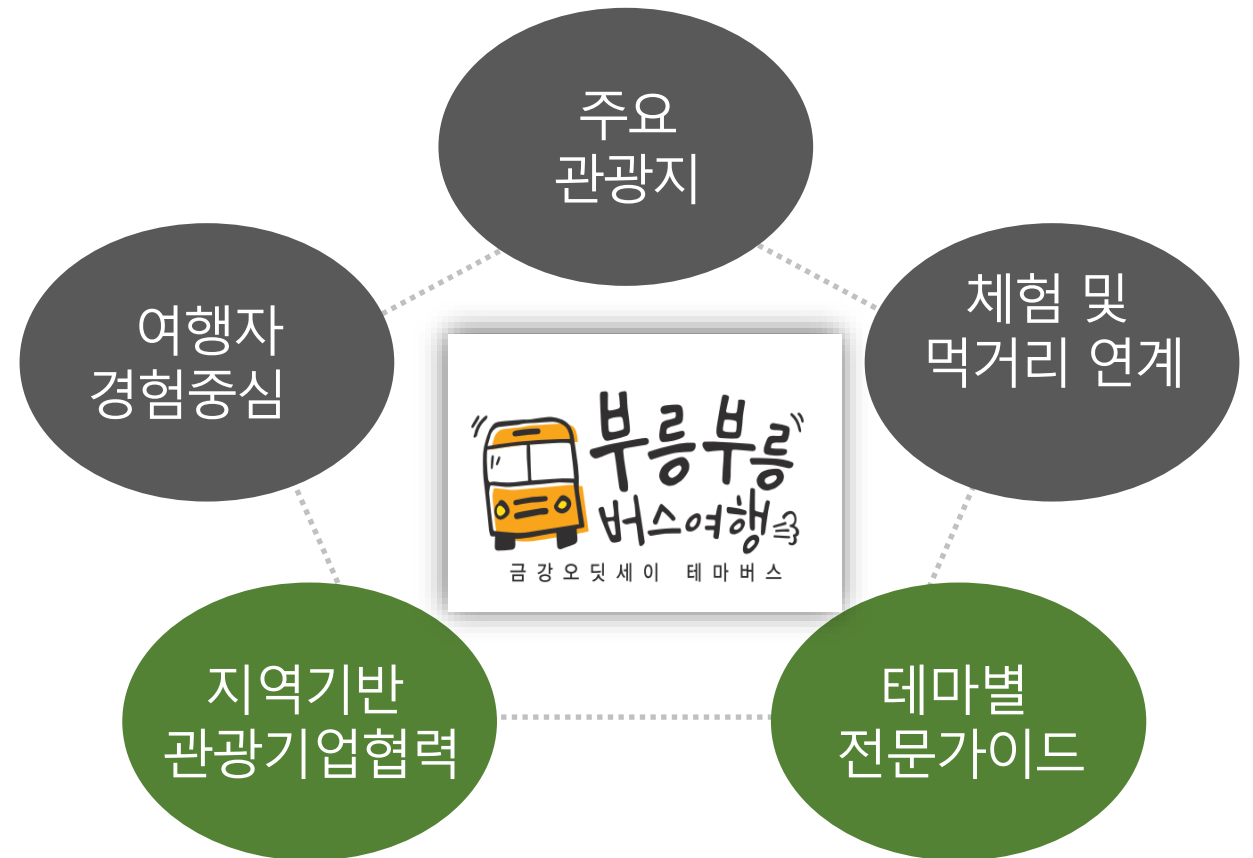 주요
관광지
여행자
경험중심
체험 및
먹거리 연계
부릉부릉
버스여행
금강오딧세이 테마버스
지역기반
관광기업협력
테마별
전문가이드